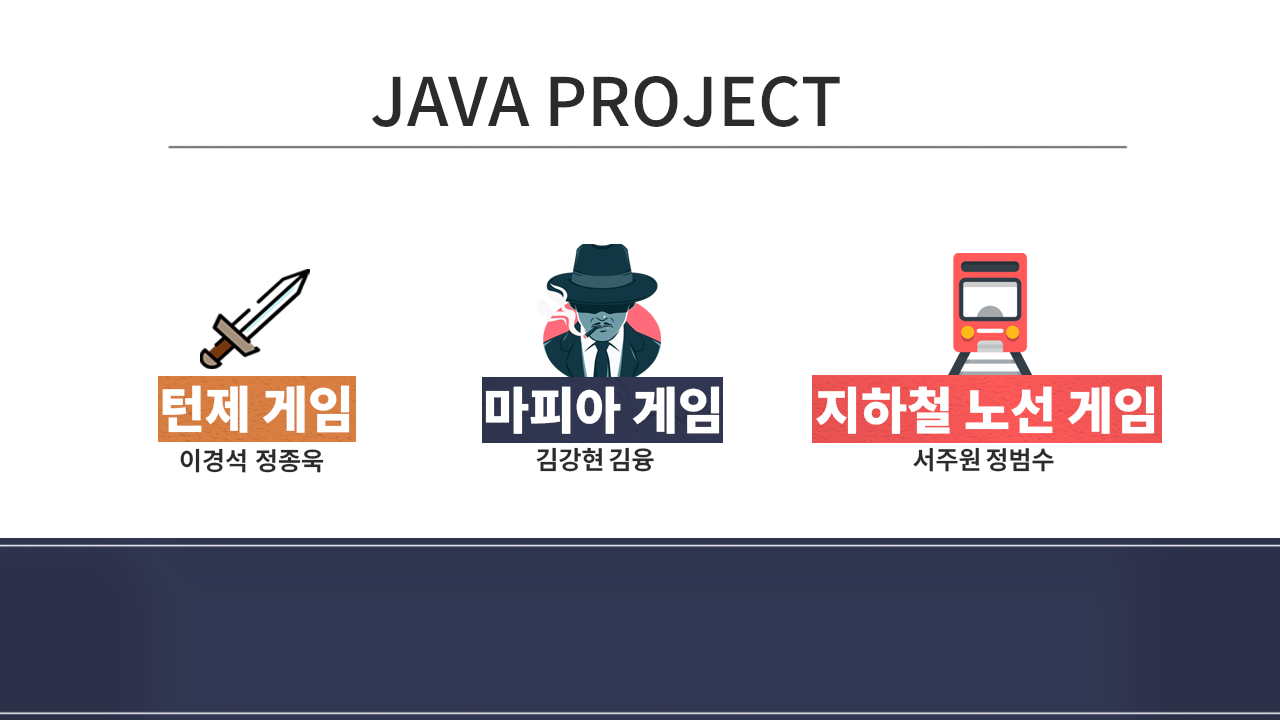 JAVA PROJECT
턴제 게임
이경석 정종욱
마피아 게임
김강현 김융
지하철 노선 게임
서주원 정범수